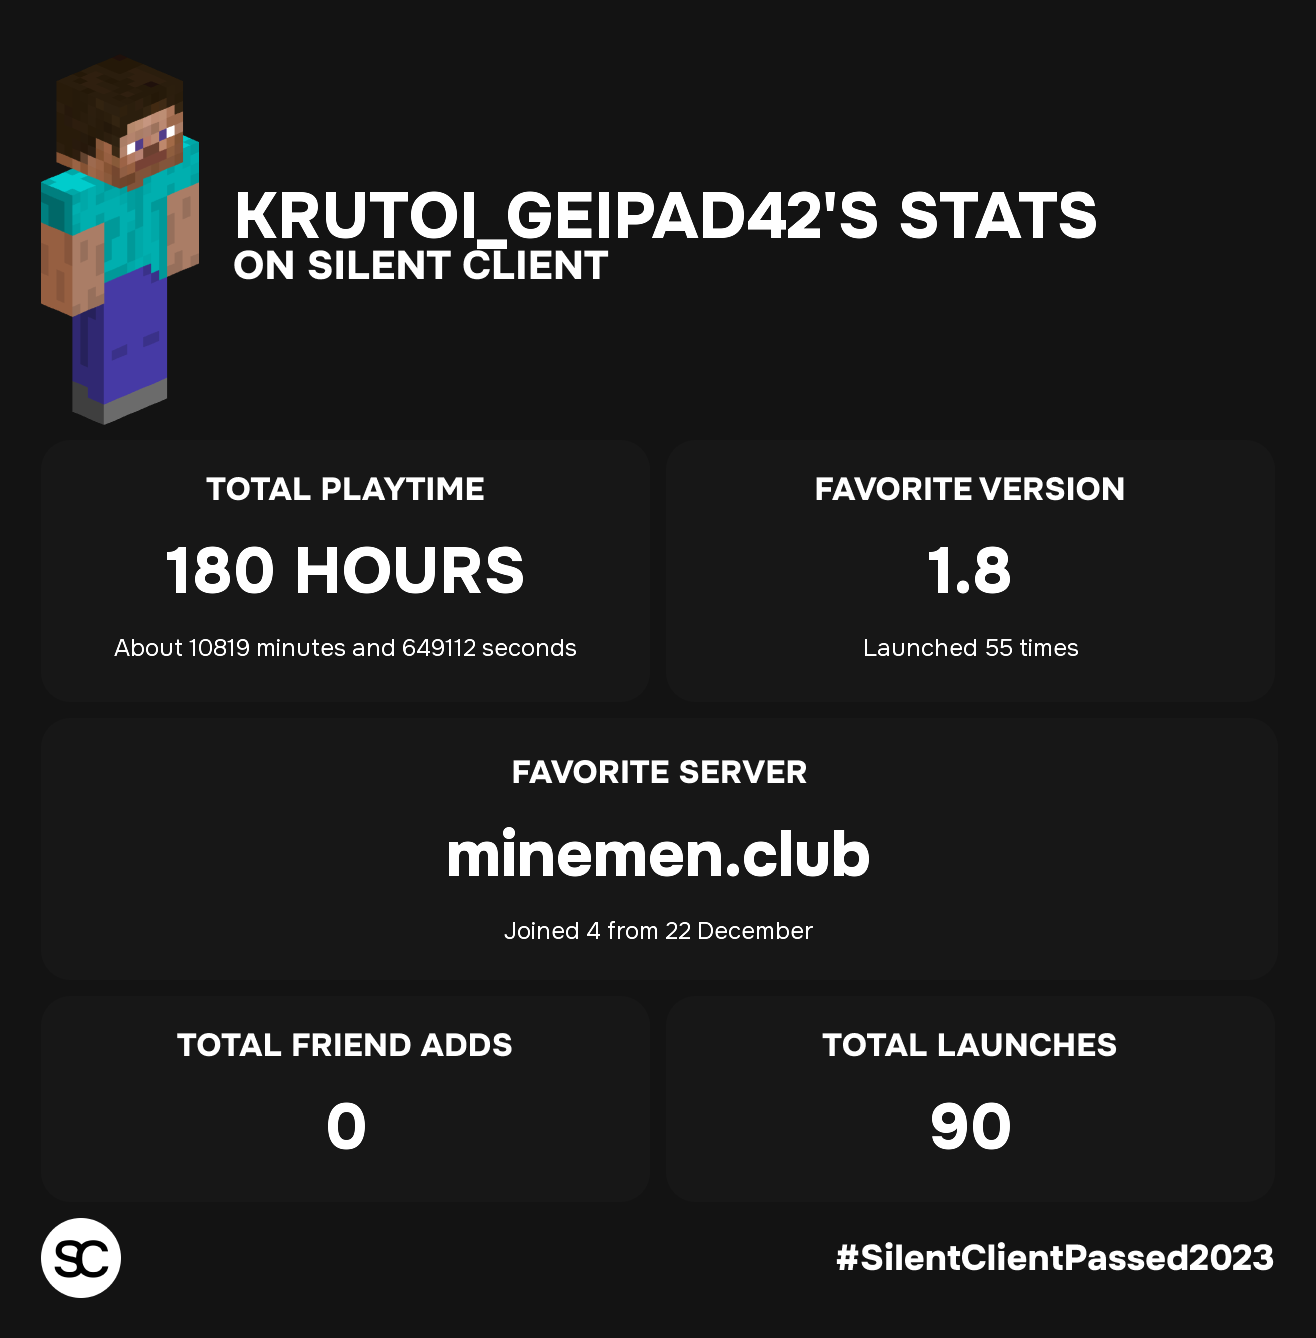 KRUTOI_GEIPAD42'S STATS
ON SILENT CLIENT
TOTAL PLAYTIME
180 HOURS
About 10819 minutes and 649112 seconds
FAVORITE VERSION
1.8
Launched 55 times
FAVORITE SERVER
minemen.club
Joined 4 from 22 December
TOTAL FRIEND ADDS
0
TOTAL LAUNCHES
90
SC
#SilentClientPassed2023